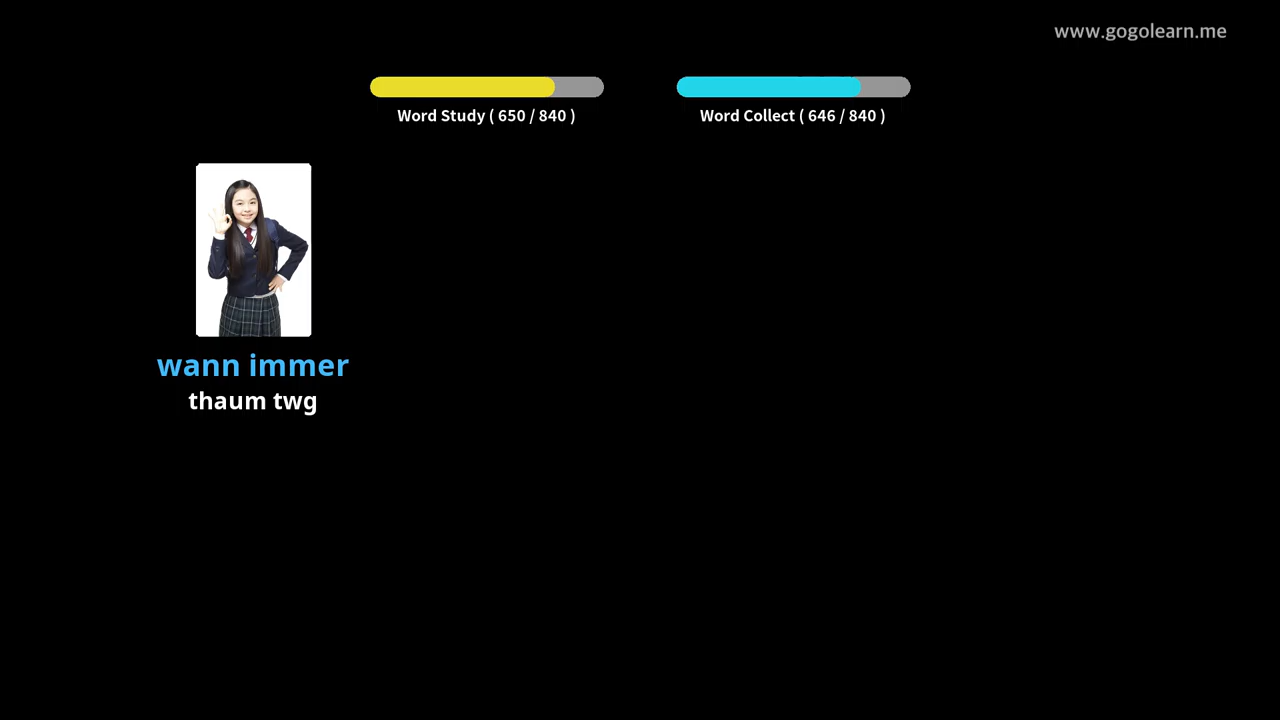 www.gogolearn.me
Word Study ( 650 / 840 )
Word Collect ( 646 / 840 )
wann immer
thaum twg